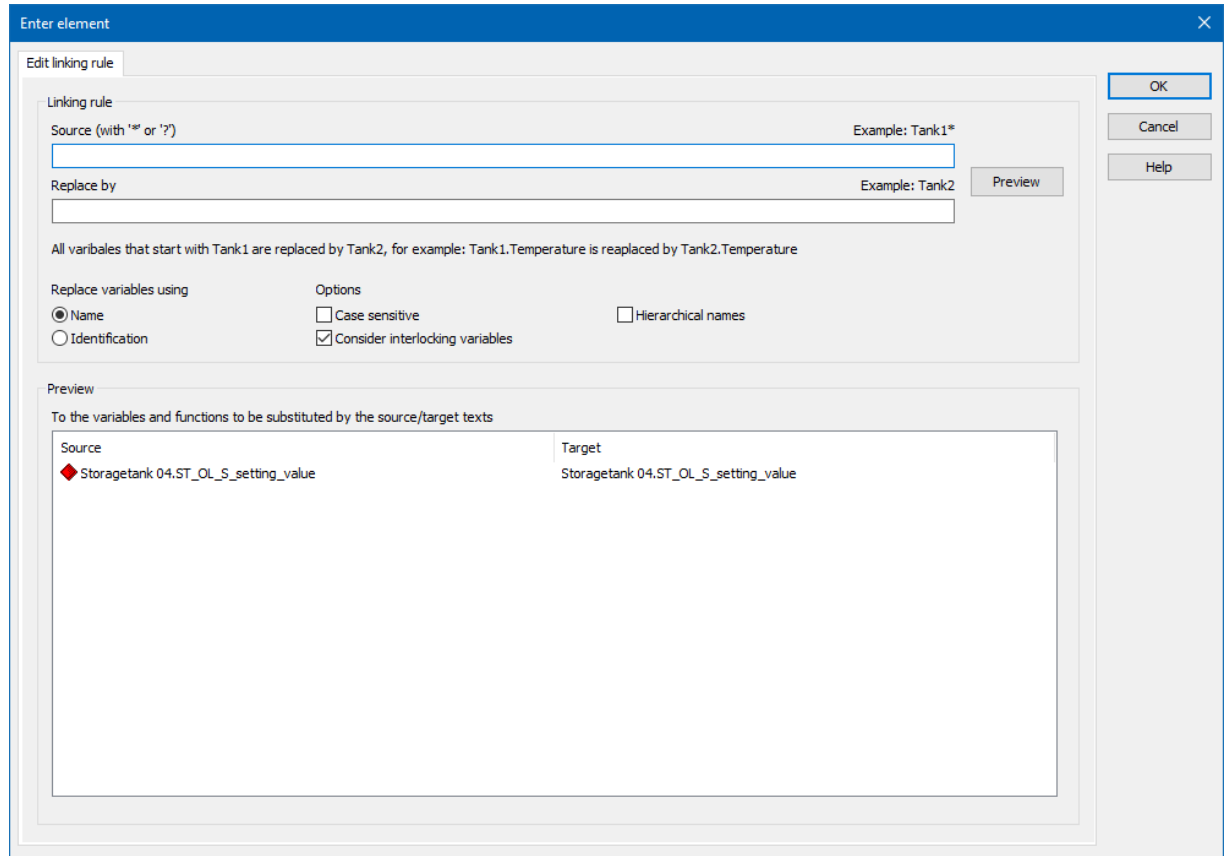 Enter element
Edit linking rule
OK
Linking rule
Source (with '*' or '?') Example: Tank1*
Cancel
Help
Replace by Example: Tank2 Preview
All varibales that start with Tank1 are replaced by Tank2, for example: Tank1.Temperature is reaplaced by Tank2.Temperature
Replace variables using Options
Name Case sensitive Hierarchical names
Identification Consider interlocking variables
Preview
To the variables and functions to be substituted by the source/target texts
Source Target
Storagetank 04.ST_OL_S_setting_value Storagetank 04.ST_OL_S_setting_value